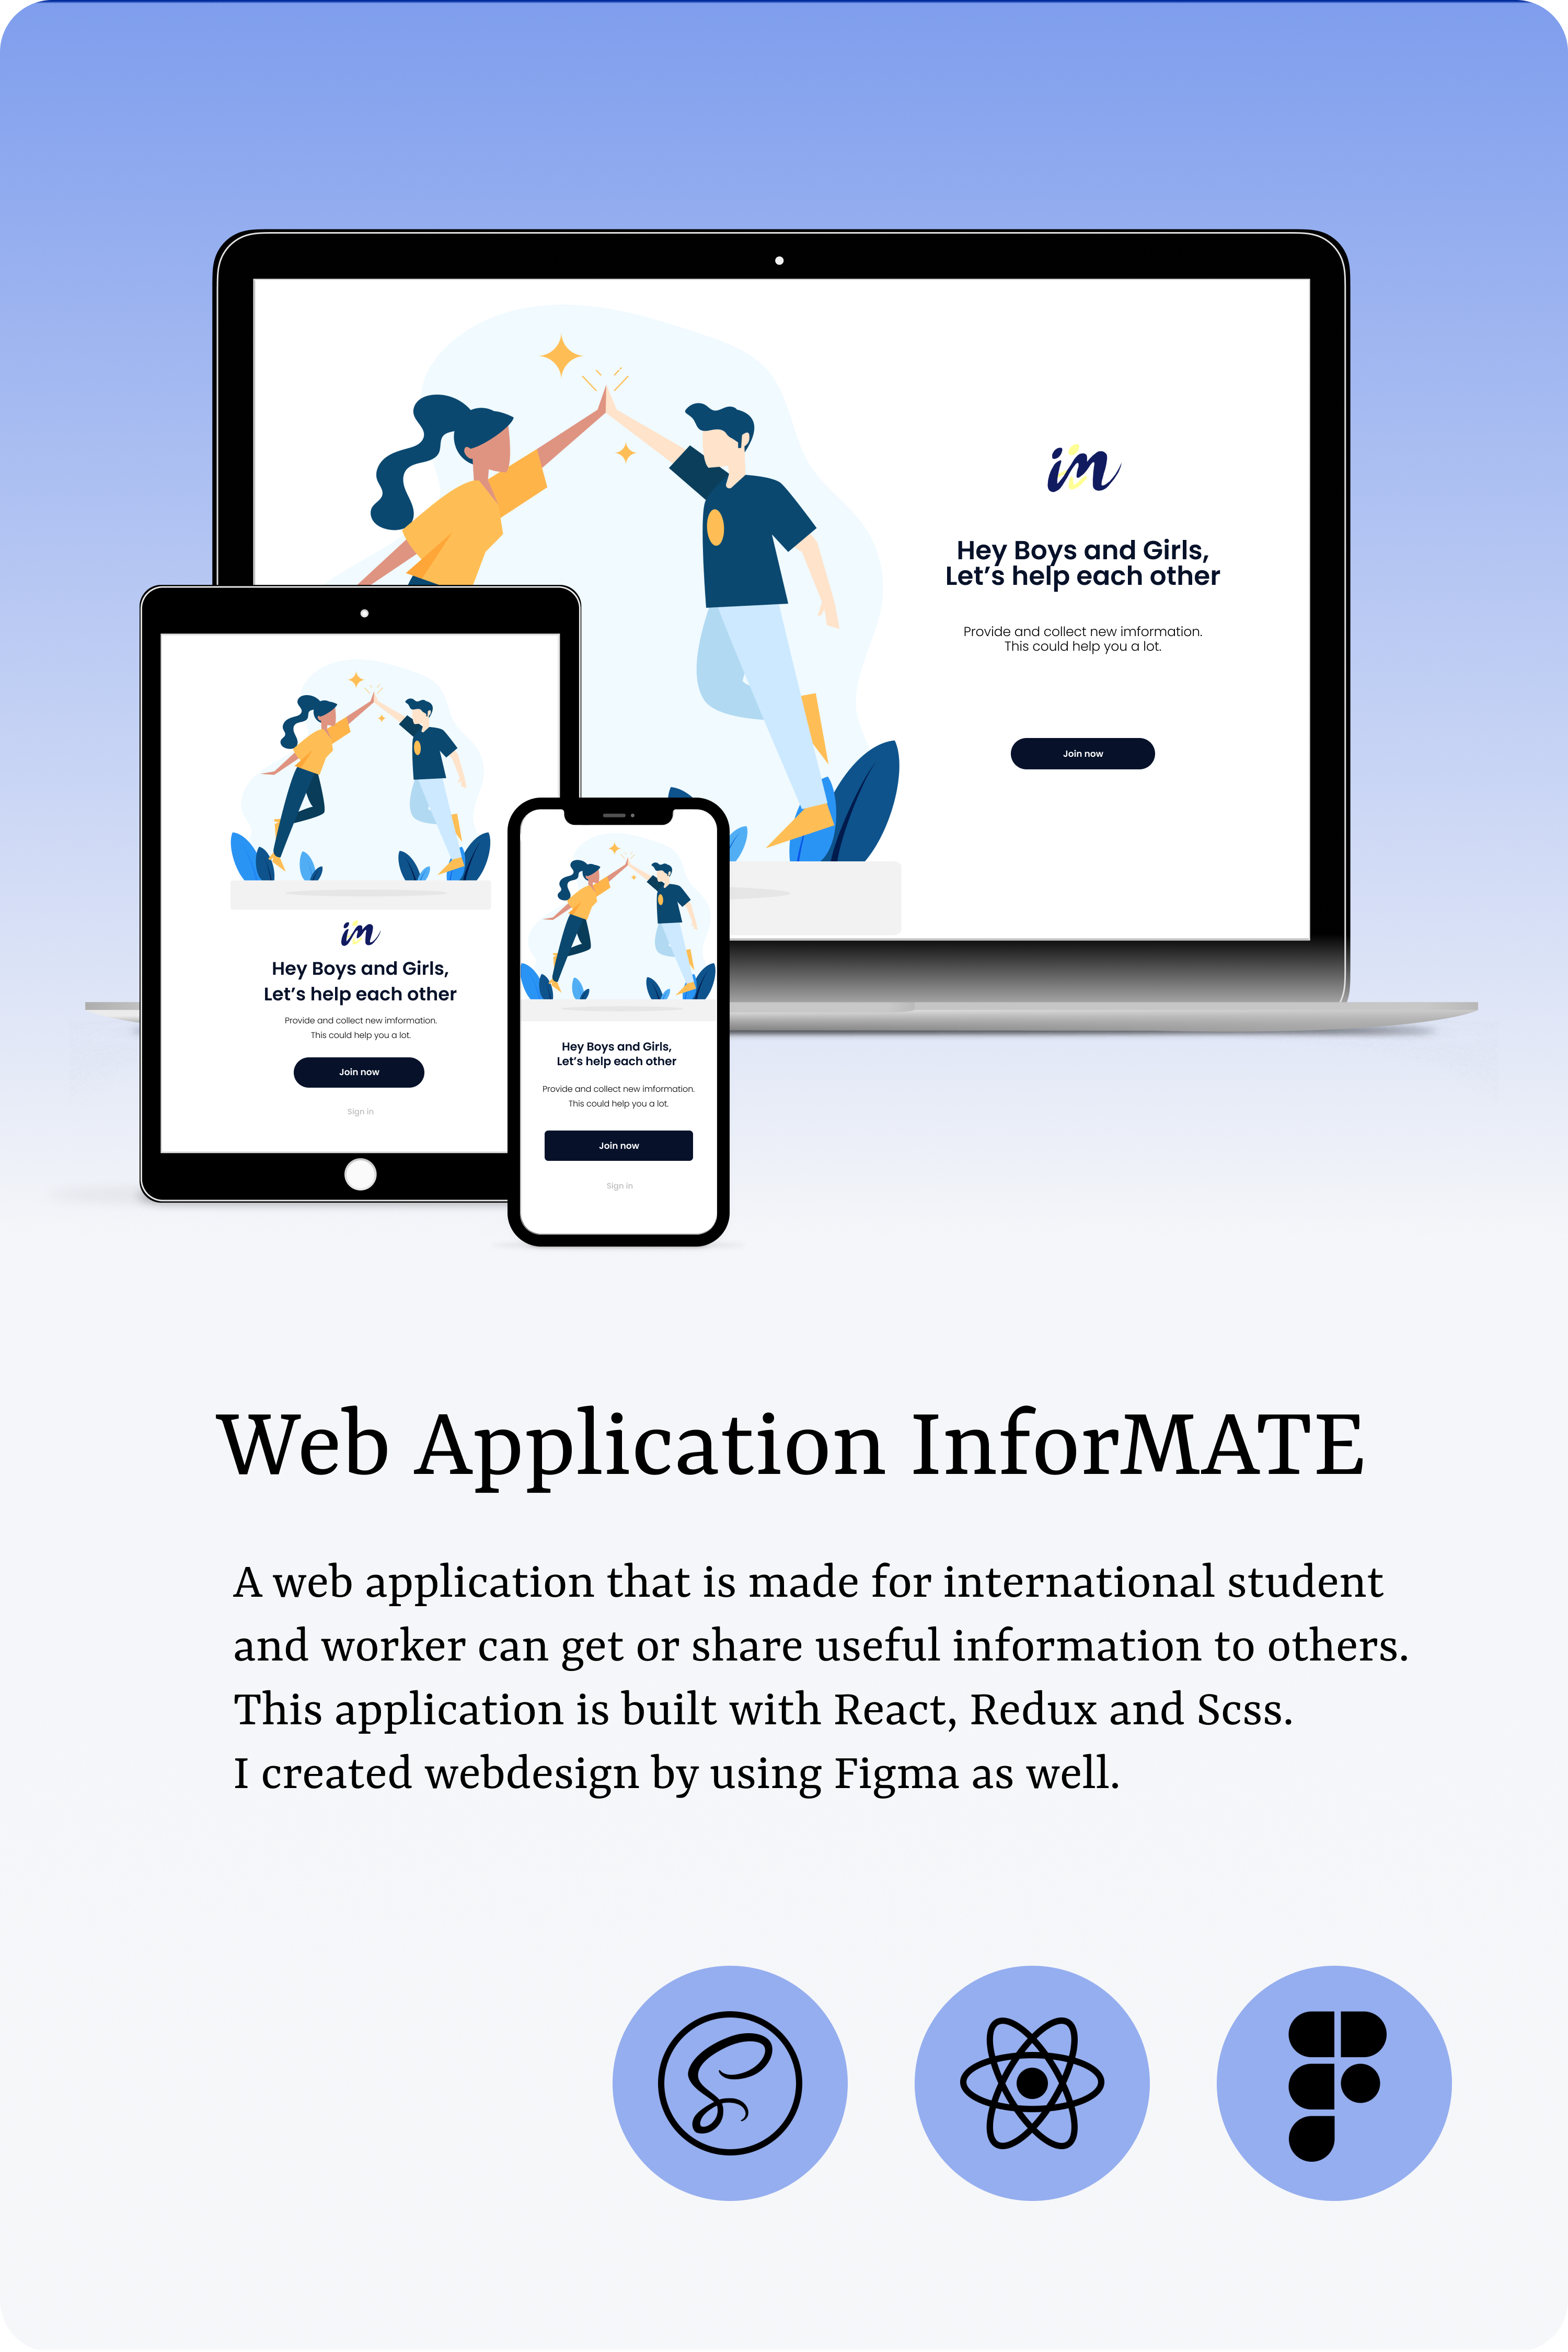 im
Hey Boys and Girls,
Let's help each other
Provide and collect new imformation.
This could help you a lot.
Join now
im
Hey Boys and Girls,
Let's help each other
Provide and collect new imformation.
This could help you a lot.
Join now
Sign in
Hey Boys and Girls,
Let's help each other
Provide and collect new imformation.
This could help you a lot.
Join now
Sign in
Web Application InforMATE
A web application that is made for international student
and worker can get or share useful information to others.
This application is built with React, Redux and Scss.
I created webdesign by using Figma as well.